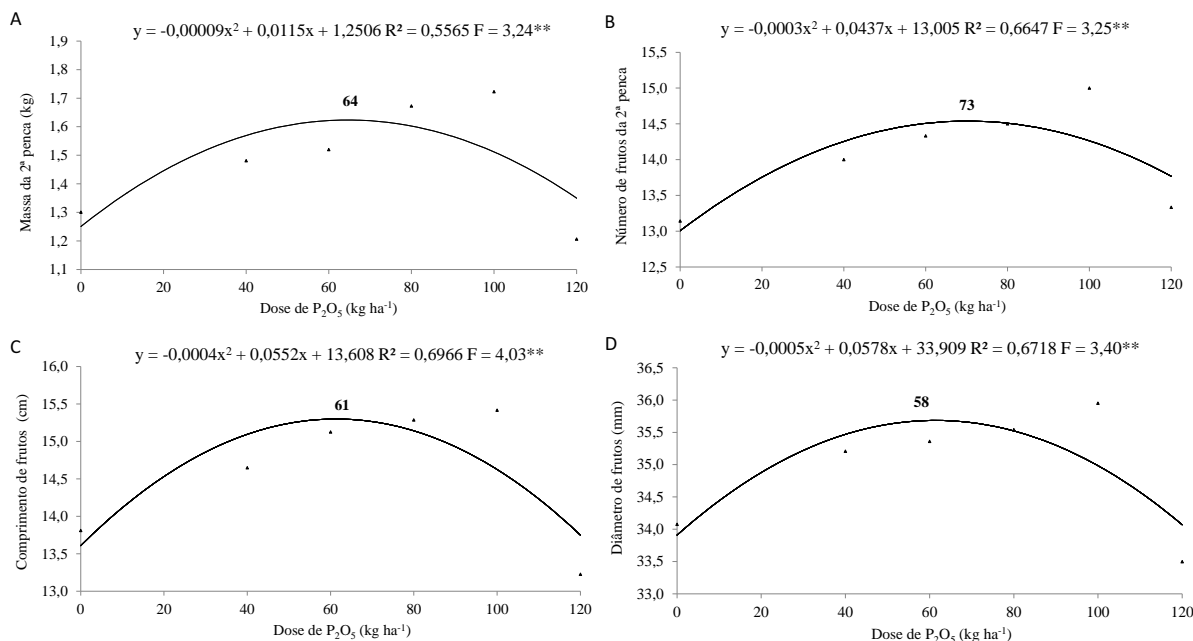 A
y = -0,00009x² + 0,0115x + 1,2506 R² = 0,5565 F = 3,24**
1,9
1,8
1,7
1,6
1,5
1,4
1,3
1,2
1,1
64
0 20 40 60 80 100 120
Massa da 2ª penca (kg)
Dose de P₂O₅ (kg ha⁻¹)
B
y = -0,0003x² + 0,0437x + 13,005 R² = 0,6647 F = 3,25**
15,5
15,0
14,5
14,0
13,5
13,0
12,5
73
0 20 40 60 80 100 120
Número de frutos da 2ª penca
Dose de P₂O₅ (kg ha⁻¹)
C
y = -0,0004x² + 0,0552x + 13,608 R² = 0,6966 F = 4,03**
16,0
15,5
15,0
14,5
14,0
13,5
13,0
61
0 20 40 60 80 100 120
Comprimento de frutos (cm)
Dose de P₂O₅ (kg ha⁻¹)
D
y = -0,0005x² + 0,0578x + 33,909 R² = 0,6718 F = 3,40**
36,5
36,0
35,5
35,0
34,5
34,0
33,5
33,0
58
0 20 40 60 80 100 120
Diâmetro de frutos (mm)
Dose de P₂O₅ (kg ha⁻¹)